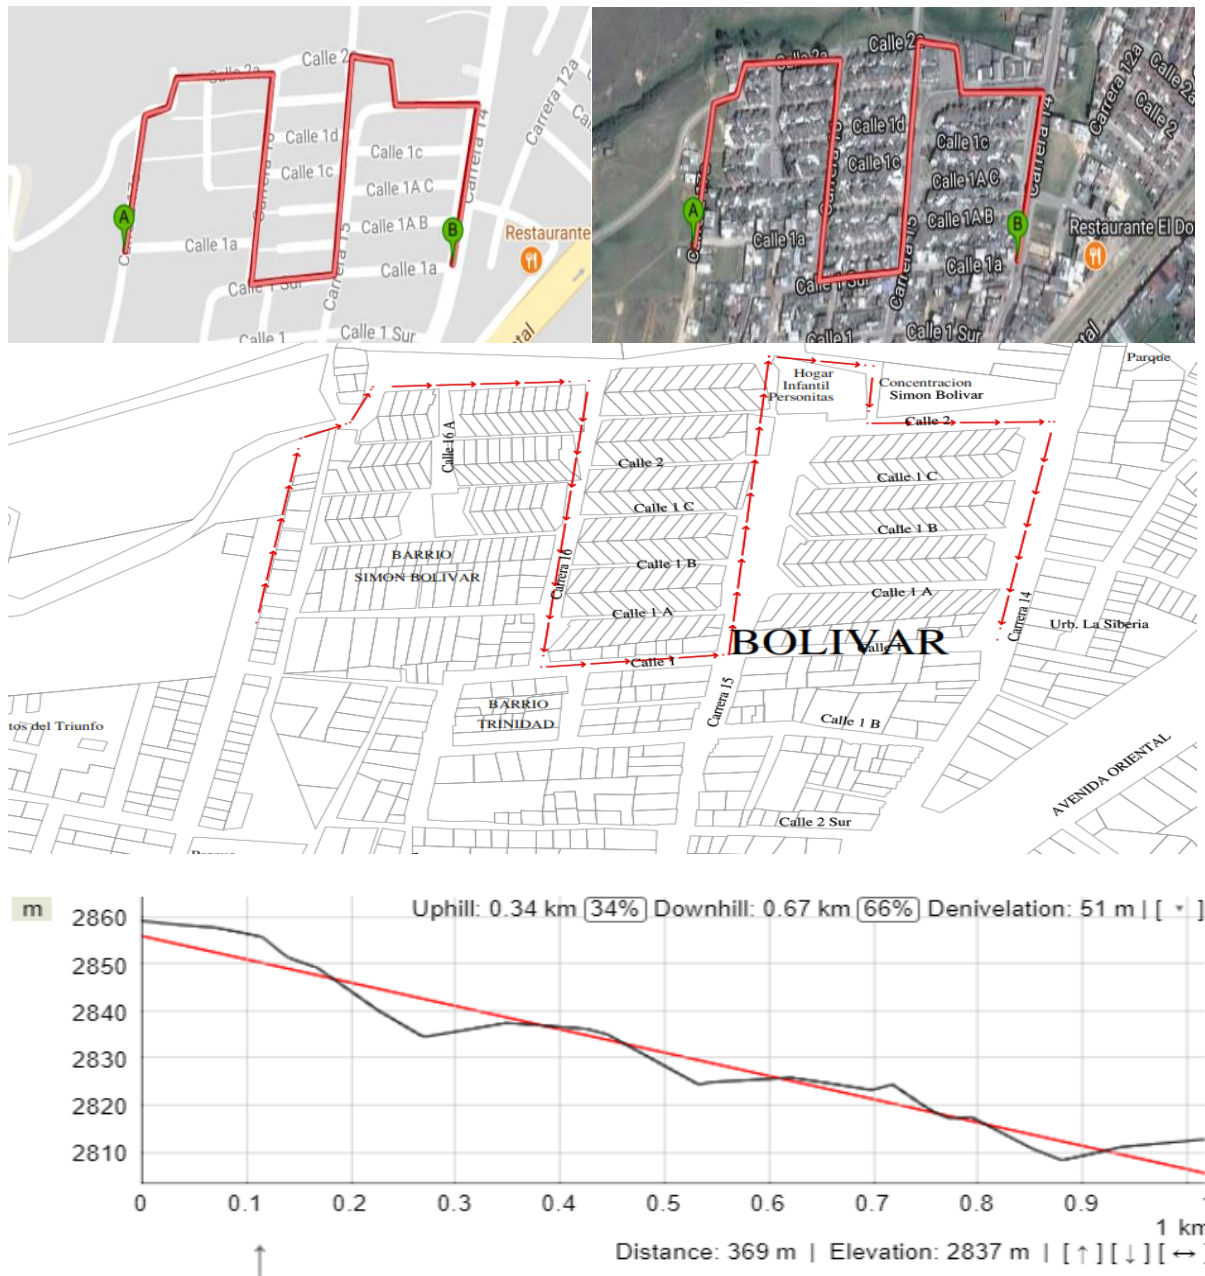 Calle 2
Calle 2a
Carrera 12a
Carrera 14
Calle 1d
Calle 1c
Calle 1c
Calle 1A C
Calle 1A B
Carrera 15
Calle 1a
Calle 1a
Restaurante
Calle 1 Sur
Calle 1
Calle 1 Sur
A
B
Calle 2a
Calle 2a
Carrera 12a
Calle 2
Carrera 14
Calle 1d
Calle 1c
Calle 1c
Calle 1A C
Calle 1A B
Calle 1a
Calle 1a
Restaurante El Do
Calle 1 Sur
Calle 1
Calle 1 Sur
A
B
Parque
Hogar
Infantil
Personitas
Concentracion
Simon Bolivar
Calle 2
Calle 16 A
Calle 2
Calle 1 C
Calle 1 C
Calle 1 B
BARRIO
SIMON BOLIVAR
Carrera 16
Calle 1 B
Calle 1 A
Calle 1 A
Carrera 14
Urb. La Siberia
BOLIVAR
Calle 1
Calle 1
BARRIO
TRINIDAD
Carrera 15
Calle 1 B
tos del Triunfo
AVENIDA ORIENTAL
Calle 2 Sur
m
Uphill: 0.34 km [34%] Downhill: 0.67 km [66%] Denivelation: 51 m | [ ▾ ]
2860
2850
2840
2830
2820
2810
0 0.1 0.2 0.3 0.4 0.5 0.6 0.7 0.8 0.9
1 km
Distance: 369 m | Elevation: 2837 m | [ ↑ ] [ ↓ ] [ ↔ ]